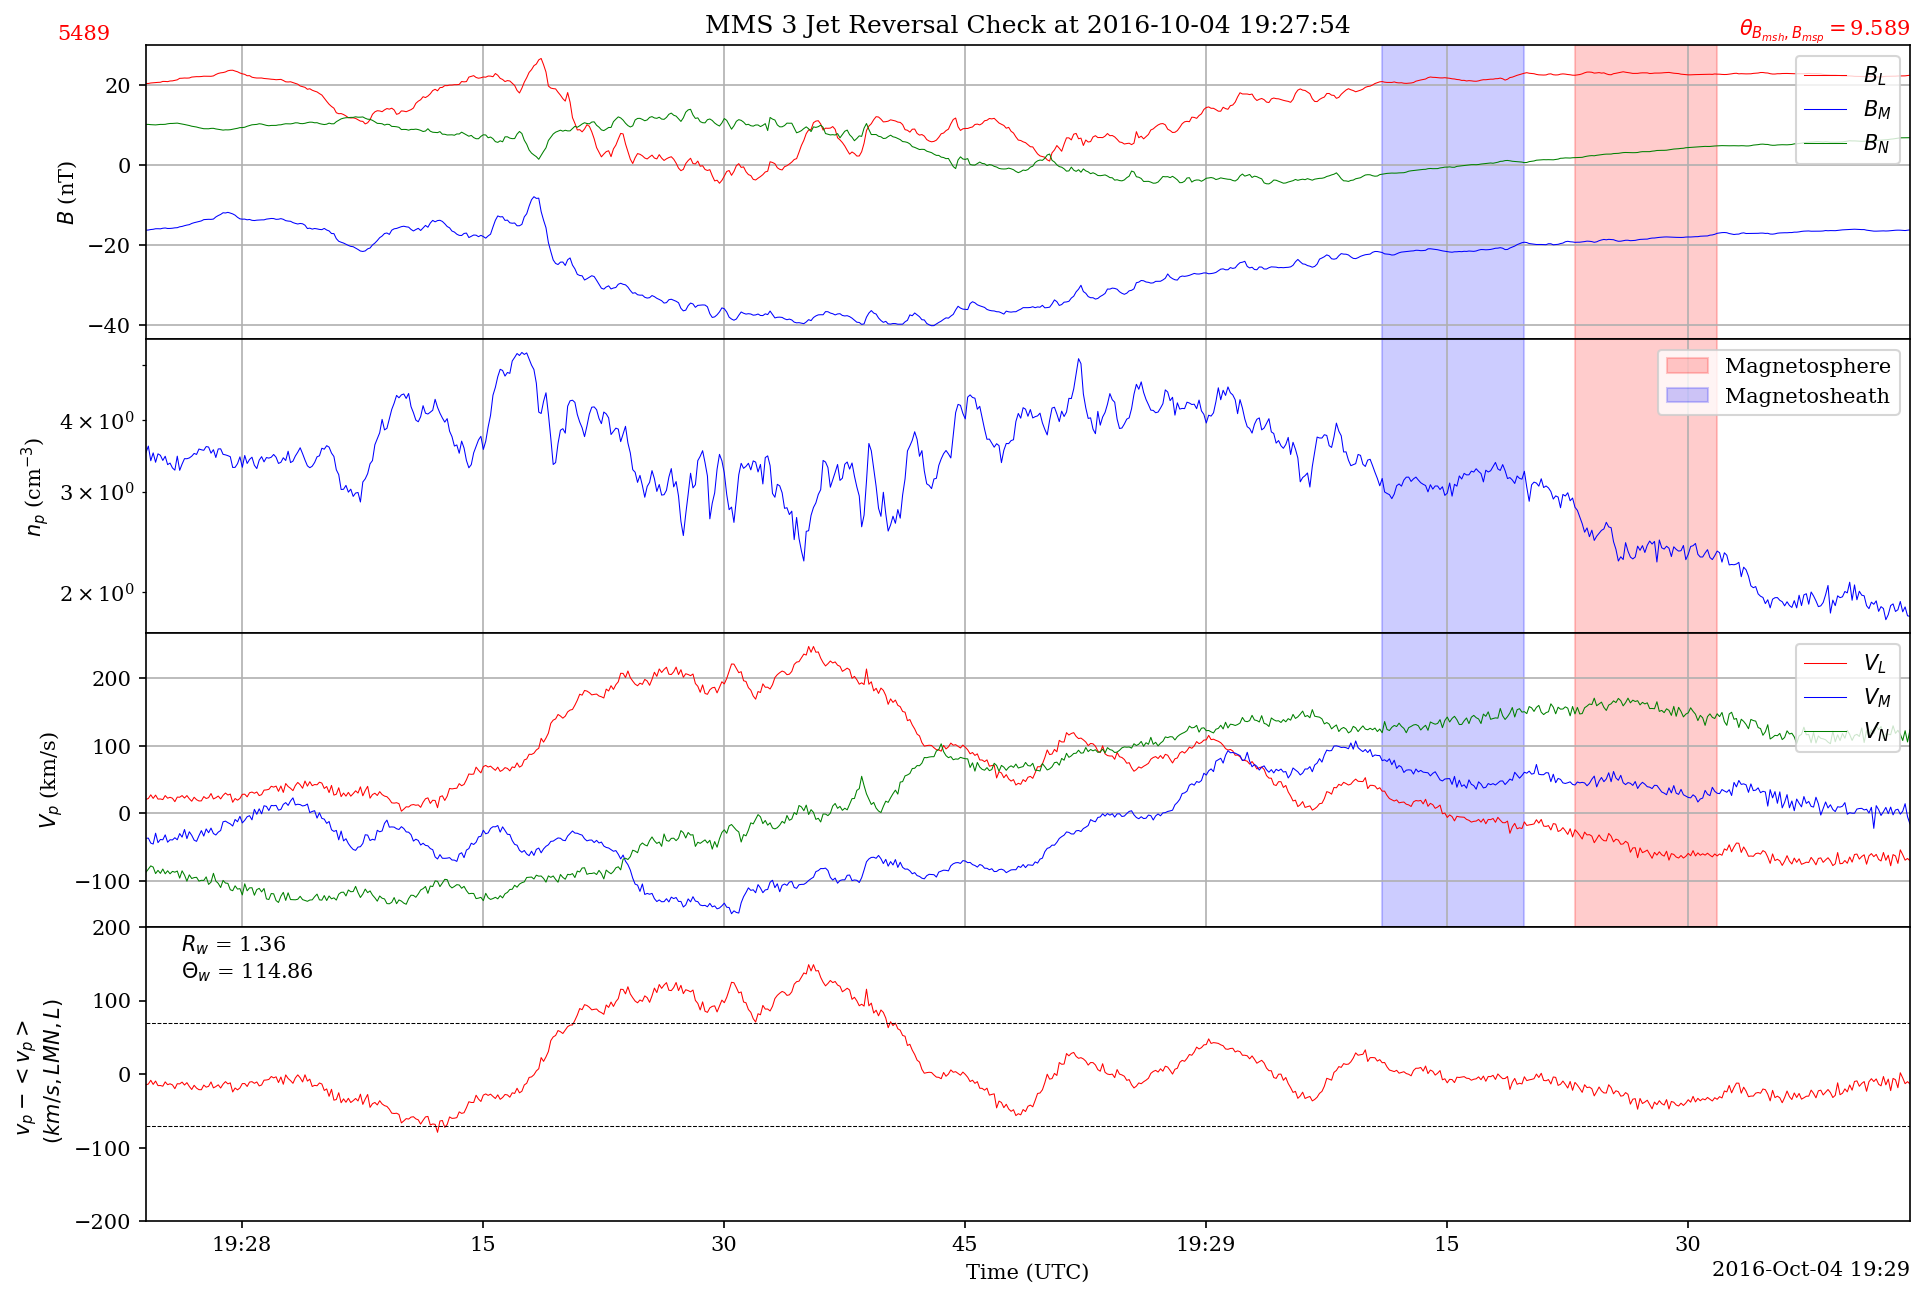 MMS 3 Jet Reversal Check at 2016-10-04 19:27:54
5489
θ_{B_{msh}, B_{msp}} = 9.589
B (nT)
20
0
−20
−40
B_L
B_M
B_N
n_p (cm^{−3})
4 × 10^0
3 × 10^0
2 × 10^0
Magnetosphere
Magnetosheath
V_p (km/s)
200
100
0
−100
V_L
V_M
V_N
v_p − < v_p >
(km/s, LMN, L)
200
100
0
−100
−200
R_w = 1.36
Θ_w = 114.86
19:28 15 30 45 19:29 15 30
Time (UTC)
2016-Oct-04 19:29